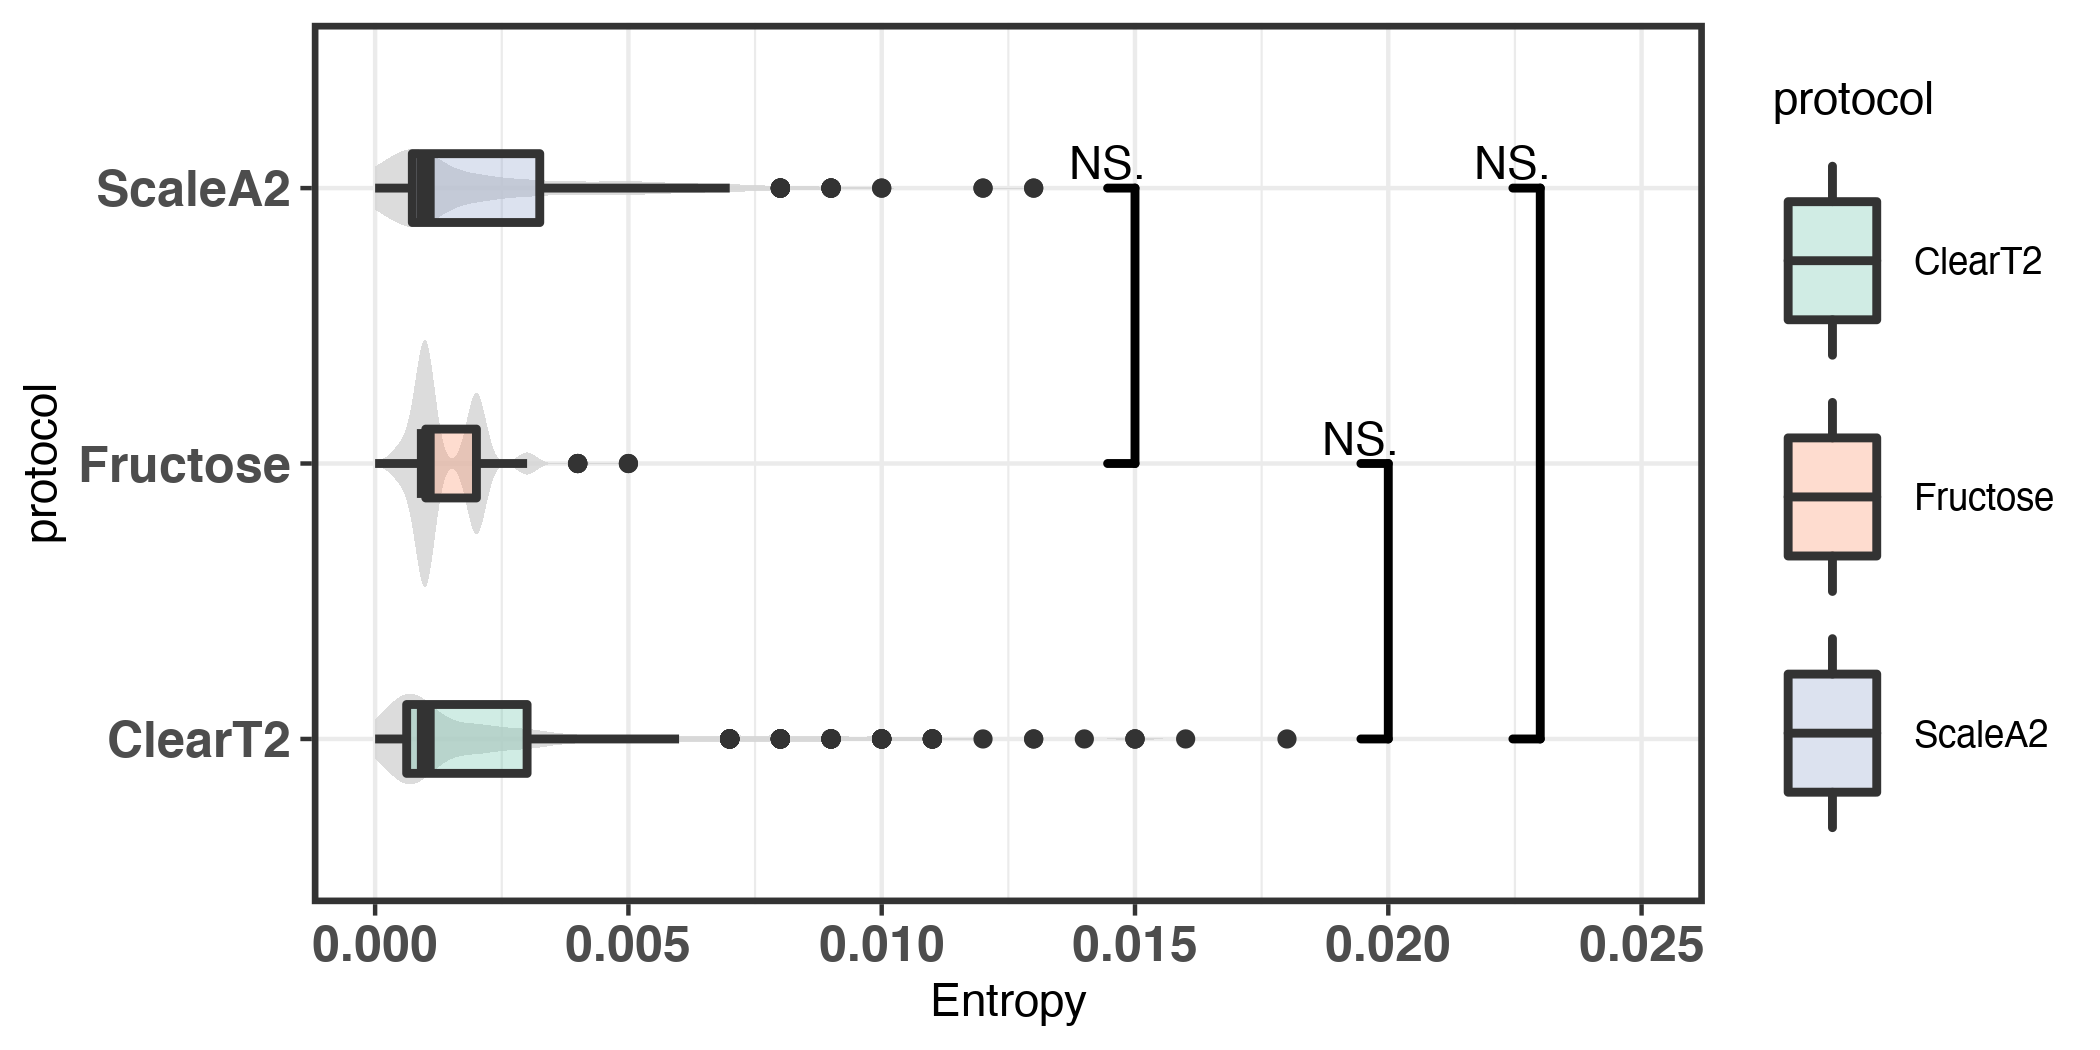 NS.
NS.
ScaleA2
NS.
Fructose
ClearT2
protocol
0.000 0.005 0.010 0.015 0.020 0.025
Entropy
protocol
ClearT2
Fructose
ScaleA2